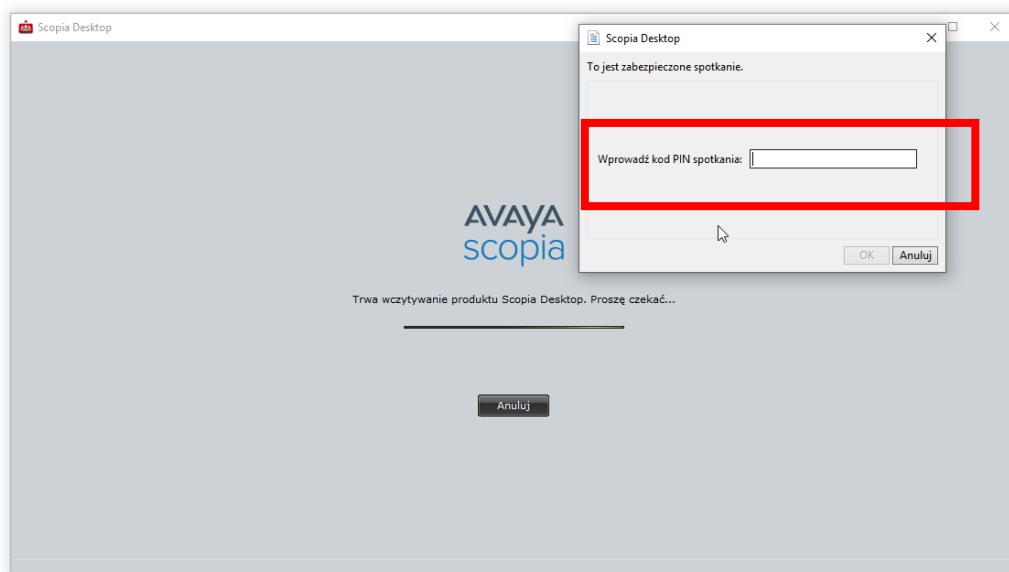 Scopia Desktop
Scopia Desktop
To jest zabezpieczone spotkanie.
Wprowadź kod PIN spotkania:
OK Anuluj
AVAYA
scopia
Trwa wczytywanie produktu Scopia Desktop. Proszę czekać...
Anuluj